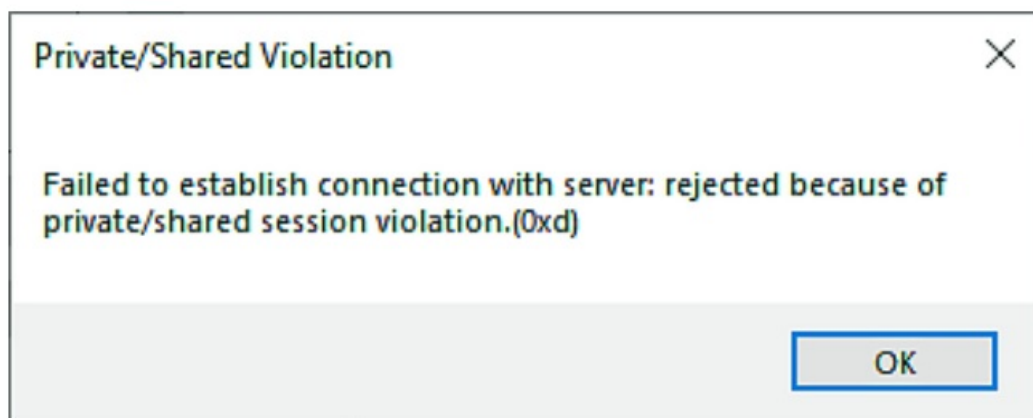 Private/Shared Violation
Failed to establish connection with server: rejected because of
private/shared session violation.(0xd)
OK